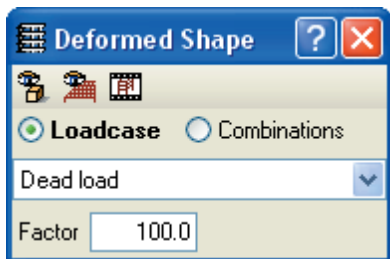 Deformed Shape ?
Loadcase Combinations
Dead load
Factor 100.0